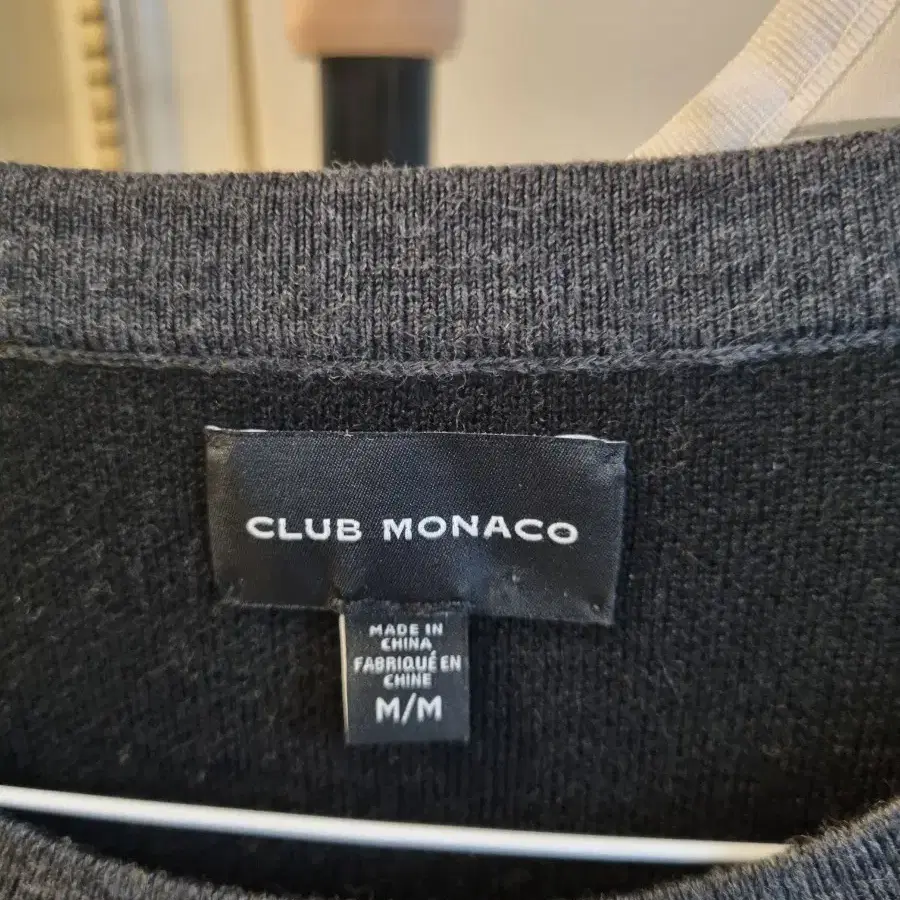 CLUB MONACO
MADE IN
CHINA
FABRIQUÉ EN
CHINE
M/M